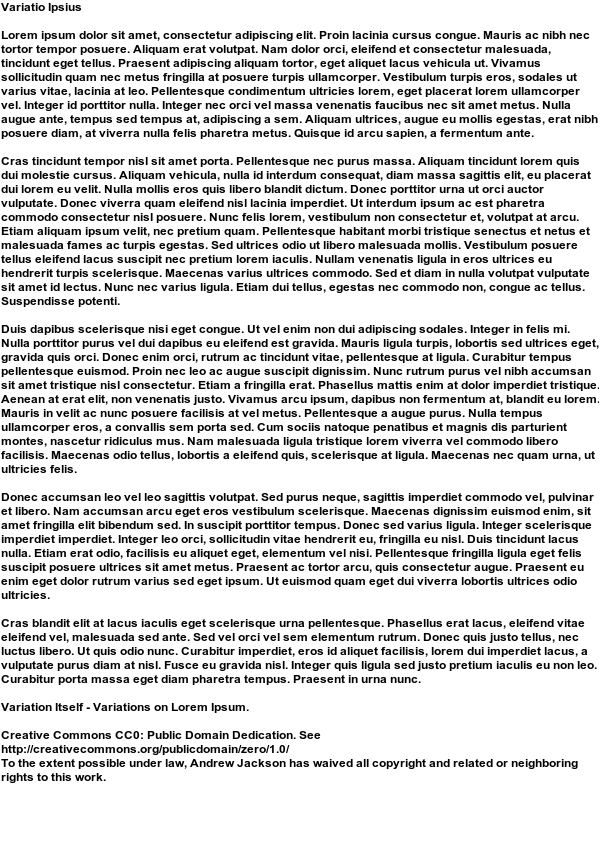 Variatio Ipsius
Lorem ipsum dolor sit amet, consectetur adipiscing elit. Proin lacinia cursus congue. Mauris ac nibh nec
tortor tempor posuere. Aliquam erat volutpat. Nam dolor orci, eleifend et consectetur malesuada,
tincidunt eget tellus. Praesent adipiscing aliquam tortor, eget aliquet lacus vehicula ut. Vivamus
sollicitudin quam nec metus fringilla at posuere turpis ullamcorper. Vestibulum turpis eros, sodales ut
varius vitae, lacinia at leo. Pellentesque condimentum ultricies lorem, eget placerat lorem ullamcorper
vel. Integer id porttitor nulla. Integer nec orci vel massa venenatis faucibus nec sit amet metus. Nulla
augue ante, tempus sed tempus at, adipiscing a sem. Aliquam ultrices, augue eu mollis egestas, erat nibh
posuere diam, at viverra nulla felis pharetra metus. Quisque id arcu sapien, a fermentum ante.
Cras tincidunt tempor nisl sit amet porta. Pellentesque nec purus massa. Aliquam tincidunt lorem quis
dui molestie cursus. Aliquam vehicula, nulla id interdum consequat, diam massa sagittis elit, eu placerat
dui lorem eu velit. Nulla mollis eros quis libero blandit dictum. Donec porttitor urna ut orci auctor
vulputate. Donec viverra quam eleifend nisl lacinia imperdiet. Ut interdum ipsum ac est pharetra
commodo consectetur nisl posuere. Nunc felis lorem, vestibulum non consectetur et, volutpat at arcu.
Etiam aliquam ipsum velit, nec pretium quam. Pellentesque habitant morbi tristique senectus et netus et
malesuada fames ac turpis egestas. Sed ultrices odio ut libero malesuada mollis. Vestibulum posuere
tellus eleifend lacus suscipit nec pretium lorem iaculis. Nullam venenatis ligula in eros ultrices eu
hendrerit turpis scelerisque. Maecenas varius ultrices commodo. Sed et diam in nulla volutpat vulputate
sit amet id lectus. Nunc nec varius ligula. Etiam dui tellus, egestas nec commodo non, congue ac tellus.
Suspendisse potenti.
Duis dapibus scelerisque nisi eget congue. Ut vel enim non dui adipiscing sodales. Integer in felis mi.
Nulla porttitor purus vel dui dapibus eu eleifend est gravida. Mauris ligula turpis, lobortis sed ultrices eget,
gravida quis orci. Donec enim orci, rutrum ac tincidunt vitae, pellentesque at ligula. Curabitur tempus
pellentesque euismod. Proin nec leo ac augue suscipit dignissim. Nunc rutrum purus vel nibh accumsan
sit amet tristique nisl consectetur. Etiam a fringilla erat. Phasellus mattis enim at dolor imperdiet tristique.
Aenean at erat elit, non venenatis justo. Vivamus arcu ipsum, dapibus non fermentum at, blandit eu lorem.
Mauris in velit ac nunc posuere facilisis at vel metus. Pellentesque a augue purus. Nulla tempus
ullamcorper eros, a convallis sem porta sed. Cum sociis natoque penatibus et magnis dis parturient
montes, nascetur ridiculus mus. Nam malesuada ligula tristique lorem viverra vel commodo libero
facilisis. Maecenas odio tellus, lobortis a eleifend quis, scelerisque at ligula. Maecenas nec quam urna, ut
ultricies felis.
Donec accumsan leo vel leo sagittis volutpat. Sed purus neque, sagittis imperdiet commodo vel, pulvinar
et libero. Nam accumsan arcu eget eros vestibulum scelerisque. Maecenas dignissim euismod enim, sit
amet fringilla elit bibendum sed. In suscipit porttitor tempus. Donec sed varius ligula. Integer scelerisque
imperdiet imperdiet. Integer leo orci, sollicitudin vitae hendrerit eu, fringilla eu nisl. Duis tincidunt lacus
nulla. Etiam erat odio, facilisis eu aliquet eget, elementum vel nisi. Pellentesque fringilla ligula eget felis
suscipit posuere ultrices sit amet metus. Praesent ac tortor arcu, quis consectetur augue. Praesent eu
enim eget dolor rutrum varius sed eget ipsum. Ut euismod quam eget dui viverra lobortis ultrices odio
ultricies.
Cras blandit elit at lacus iaculis eget scelerisque urna pellentesque. Phasellus erat lacus, eleifend vitae
eleifend vel, malesuada sed ante. Sed vel orci vel sem elementum rutrum. Donec quis justo tellus, nec
luctus libero. Ut quis odio nunc. Curabitur imperdiet, eros id aliquet facilisis, lorem dui imperdiet lacus, a
vulputate purus diam at nisl. Fusce eu gravida nisl. Integer quis ligula sed justo pretium iaculis eu non leo.
Curabitur porta massa eget diam pharetra tempus. Praesent in urna nunc.
Variation Itself - Variations on Lorem Ipsum.
Creative Commons CC0: Public Domain Dedication. See
http://creativecommons.org/publicdomain/zero/1.0/
To the extent possible under law, Andrew Jackson has waived all copyright and related or neighboring
rights to this work.